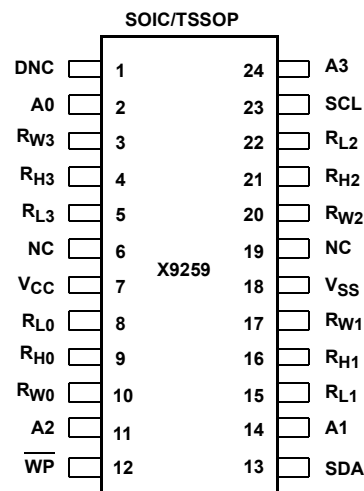 SOIC/TSSOP
DNC 1 24 A3
A0 2 23 SCL
RW3 3 22 RL2
RH3 4 21 RH2
RL3 5 20 RW2
NC 6 19 NC
X9259
VCC 7 18 VSS
RL0 8 17 RW1
RH0 9 16 RH1
RW0 10 15 RL1
A2 11 14 A1
WP 12 13 SDA